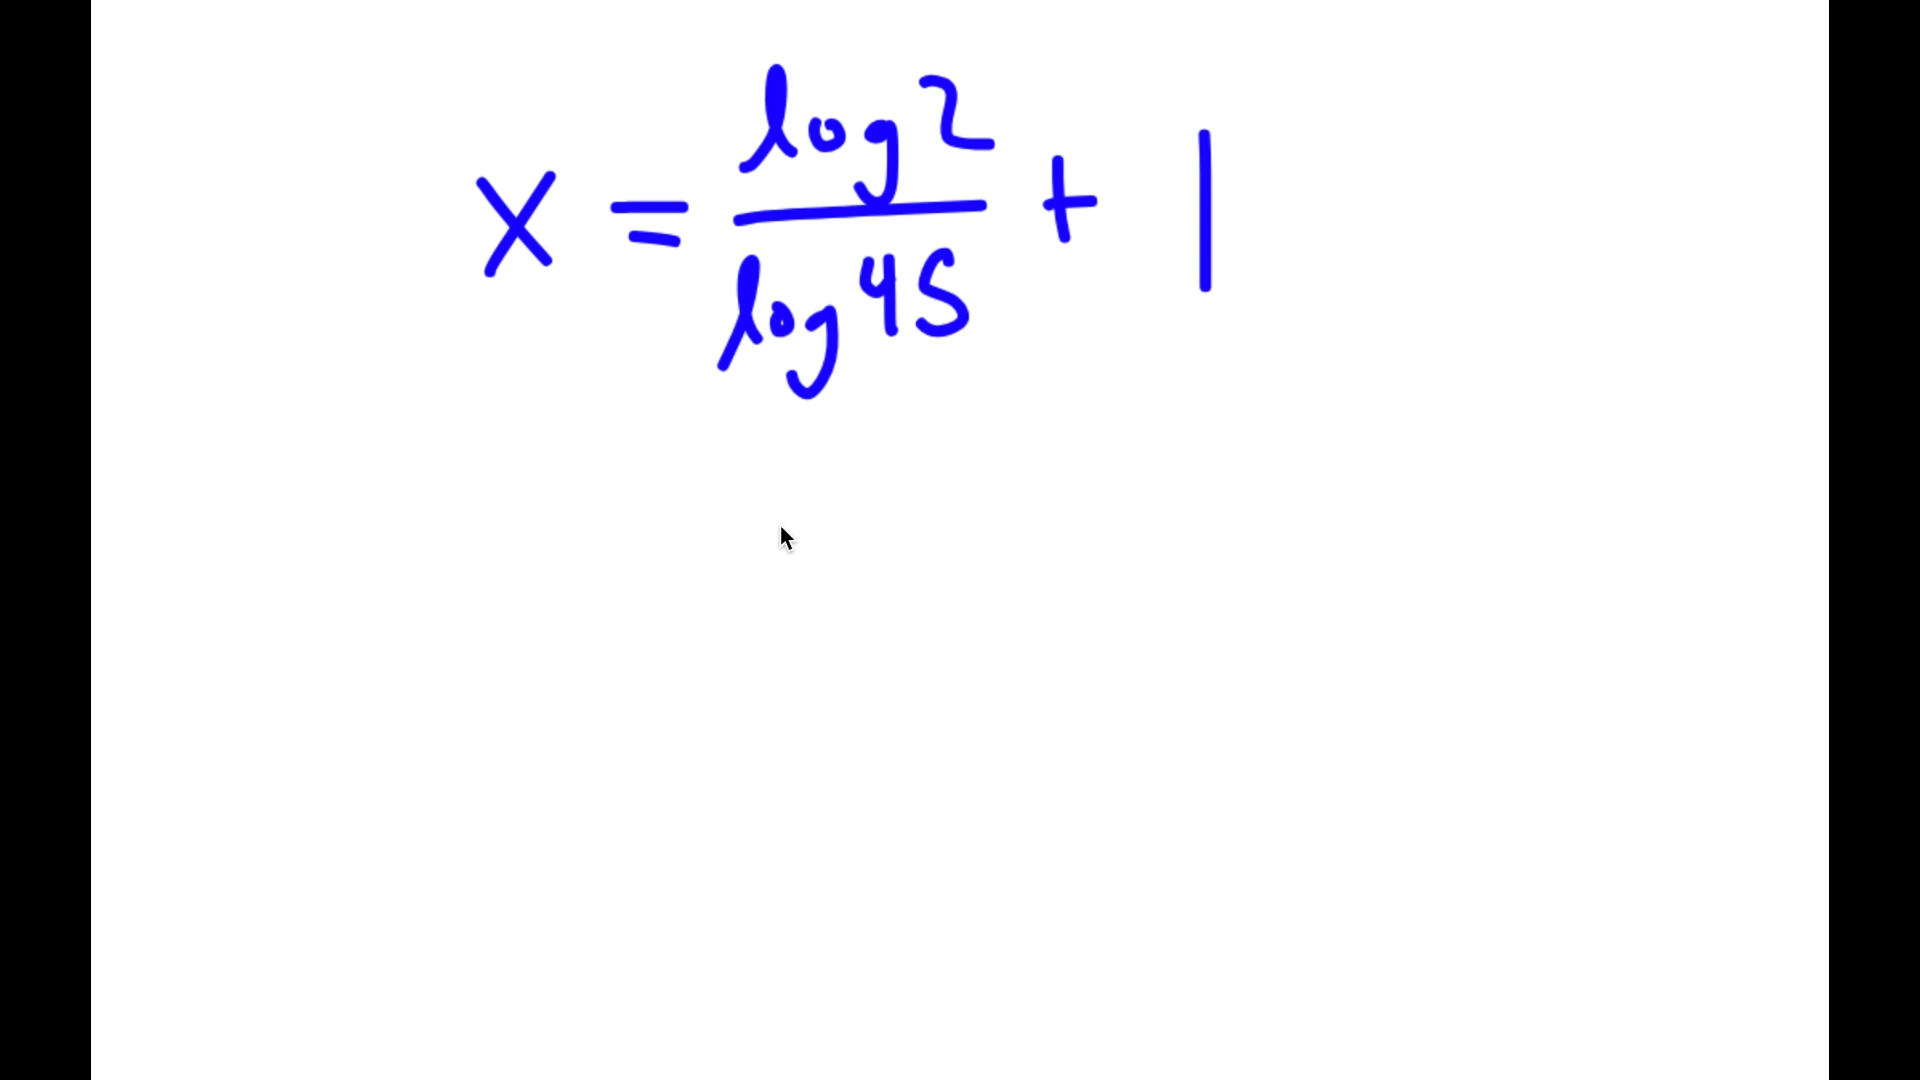 x = log 2 / log 45 + 1